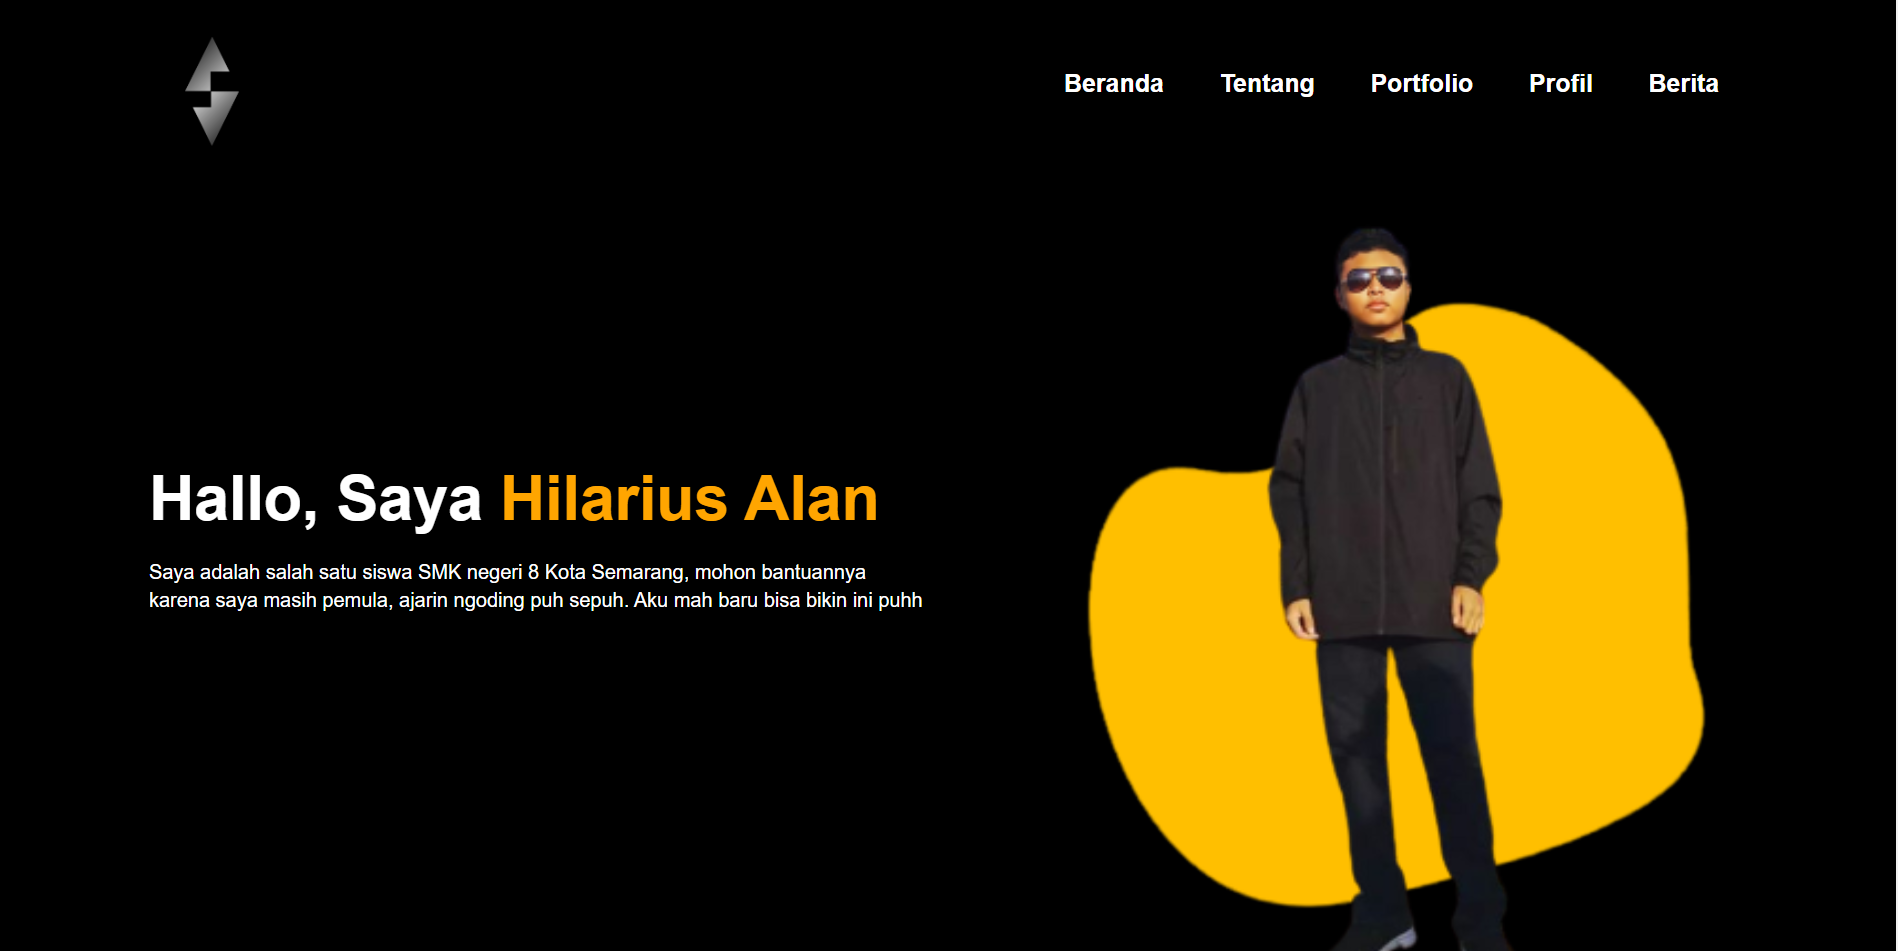 Beranda Tentang Portfolio Profil Berita
Hallo, Saya Hilarius Alan
Saya adalah salah satu siswa SMK negeri 8 Kota Semarang, mohon bantuannya
karena saya masih pemula, ajarin ngoding puh sepuh. Aku mah baru bisa bikin ini puhh